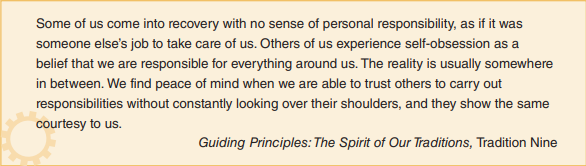 Some of us come into recovery with no sense of personal responsibility, as if it was
someone else's job to take care of us. Others of us experience self-obsession as a
belief that we are responsible for everything around us. The reality is usually somewhere
in between. We find peace of mind when we are able to trust others to carry out
responsibilities without constantly looking over their shoulders, and they show the same
courtesy to us.
Guiding Principles: The Spirit of Our Traditions, Tradition Nine